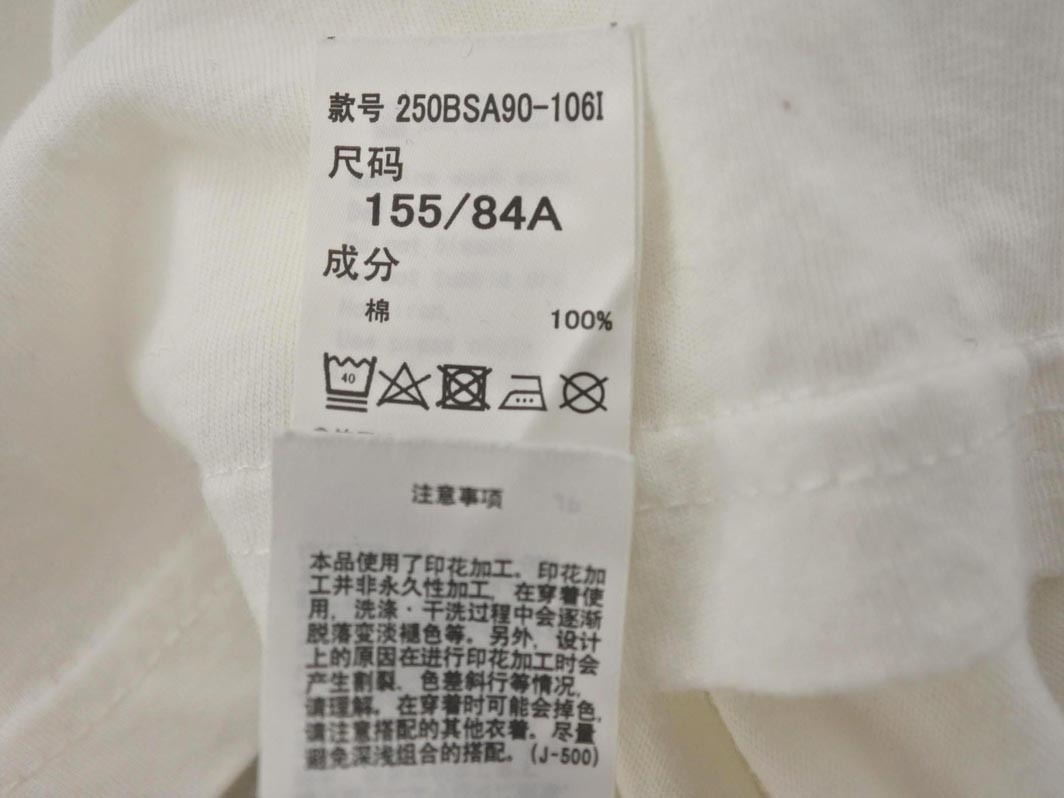 款号 250BSA90-106I
尺码
155/84A
成分
棉 100%
40
注意事项
本品使用了印花加工。印花加
工并非永久性加工，在穿着使
用，洗涤·干洗过程中会逐渐
脱落变淡褪色等。另外，设计
上的原因在进行印花加工时会
产生割裂、色差斜行等情况，
请理解。在穿着时可能会掉色，
请注意搭配的其他衣着。尽量
避免深浅组合的搭配。(J-500)